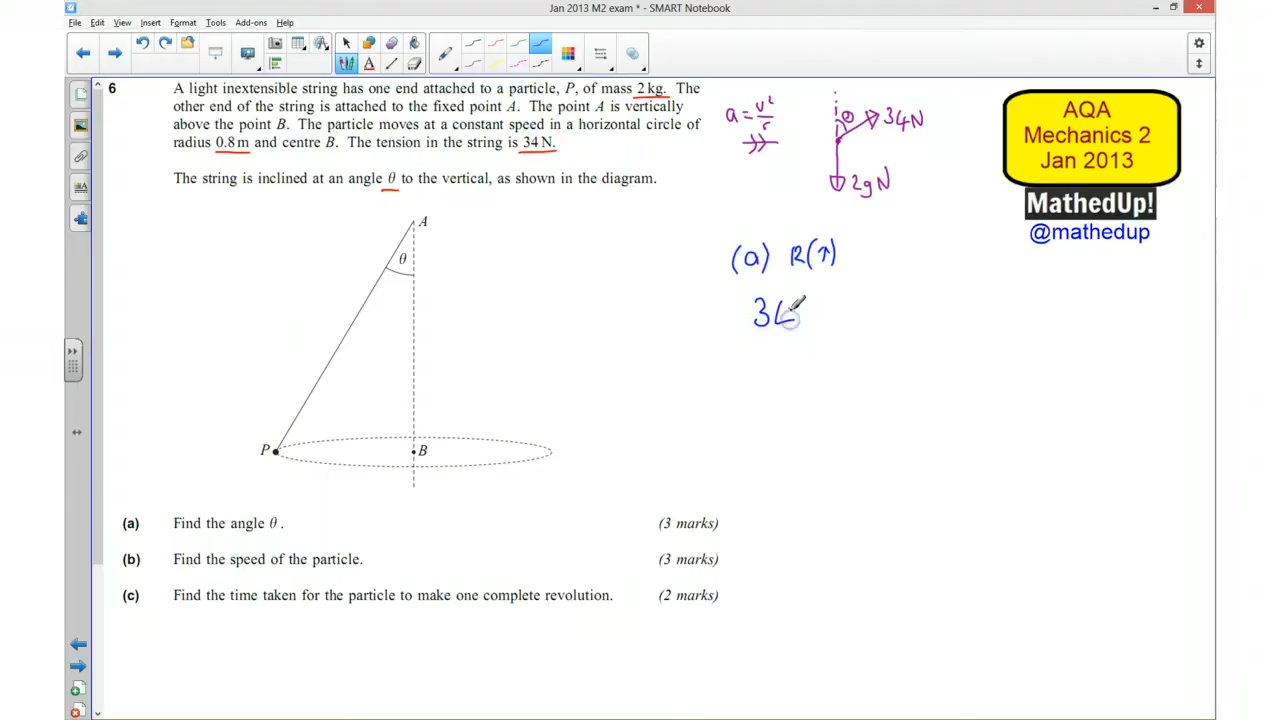 Jan 2013 M2 exam * - SMART Notebook
File Edit View Insert Format Tools Add-ons Help
6 A light inextensible string has one end attached to a particle, P, of mass 2 kg. The
other end of the string is attached to the fixed point A. The point A is vertically
above the point B. The particle moves at a constant speed in a horizontal circle of
radius 0.8 m and centre B. The tension in the string is 34 N.
The string is inclined at an angle θ to the vertical, as shown in the diagram.
A
θ
P
B
(a) Find the angle θ . (3 marks)
(b) Find the speed of the particle. (3 marks)
(c) Find the time taken for the particle to make one complete revolution. (2 marks)
a = v²/r
θ
34N
2gN
(a) R(↑)
34
AQA
Mechanics 2
Jan 2013
MathedUp!
@mathedup